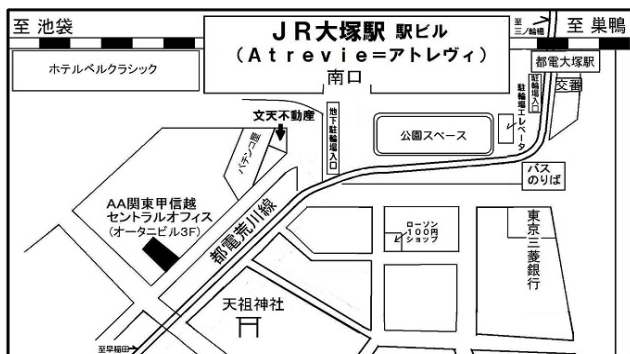 至 池袋
JR大塚駅 駅ビル
(Atrevie=アトレヴィ)
南口
至
三ノ輪橋
至 巣鴨
ホテルベルクラシック
都電大塚駅
駐輪場入口
交番
駐輪場エレベータ
地下駐輪場入口
公園スペース
文天不動産
パチンコ屋
バス
のりば
AA関東甲信越
セントラルオフィス
(オータニビル3F)
都電荒川線
ローソン
100円
ショップ
東京三菱銀行
天祖神社
至早稲田